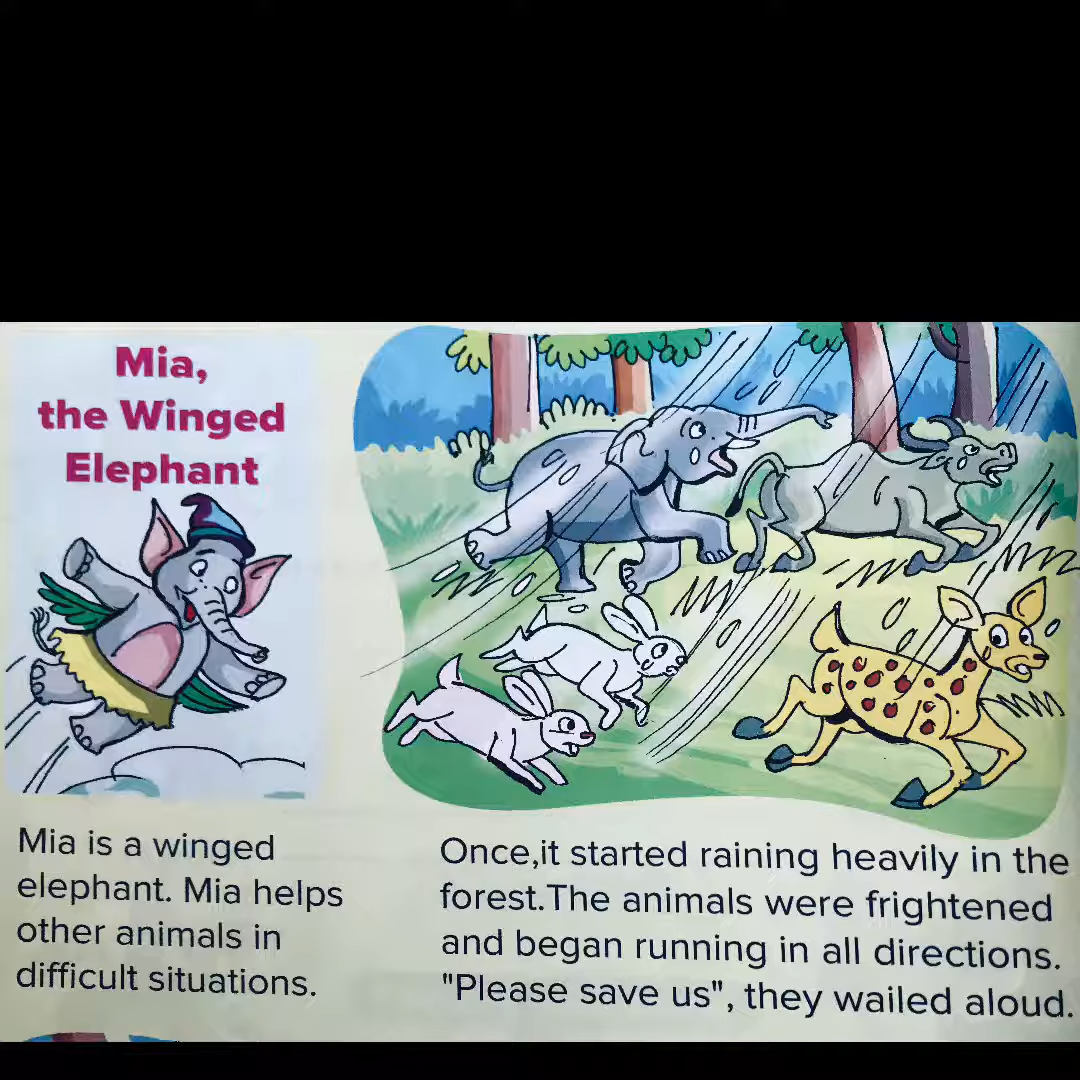 Mia,
the Winged
Elephant
Mia is a winged
elephant. Mia helps
other animals in
difficult situations.
Once,it started raining heavily in the
forest.The animals were frightened
and began running in all directions.
"Please save us", they wailed aloud.